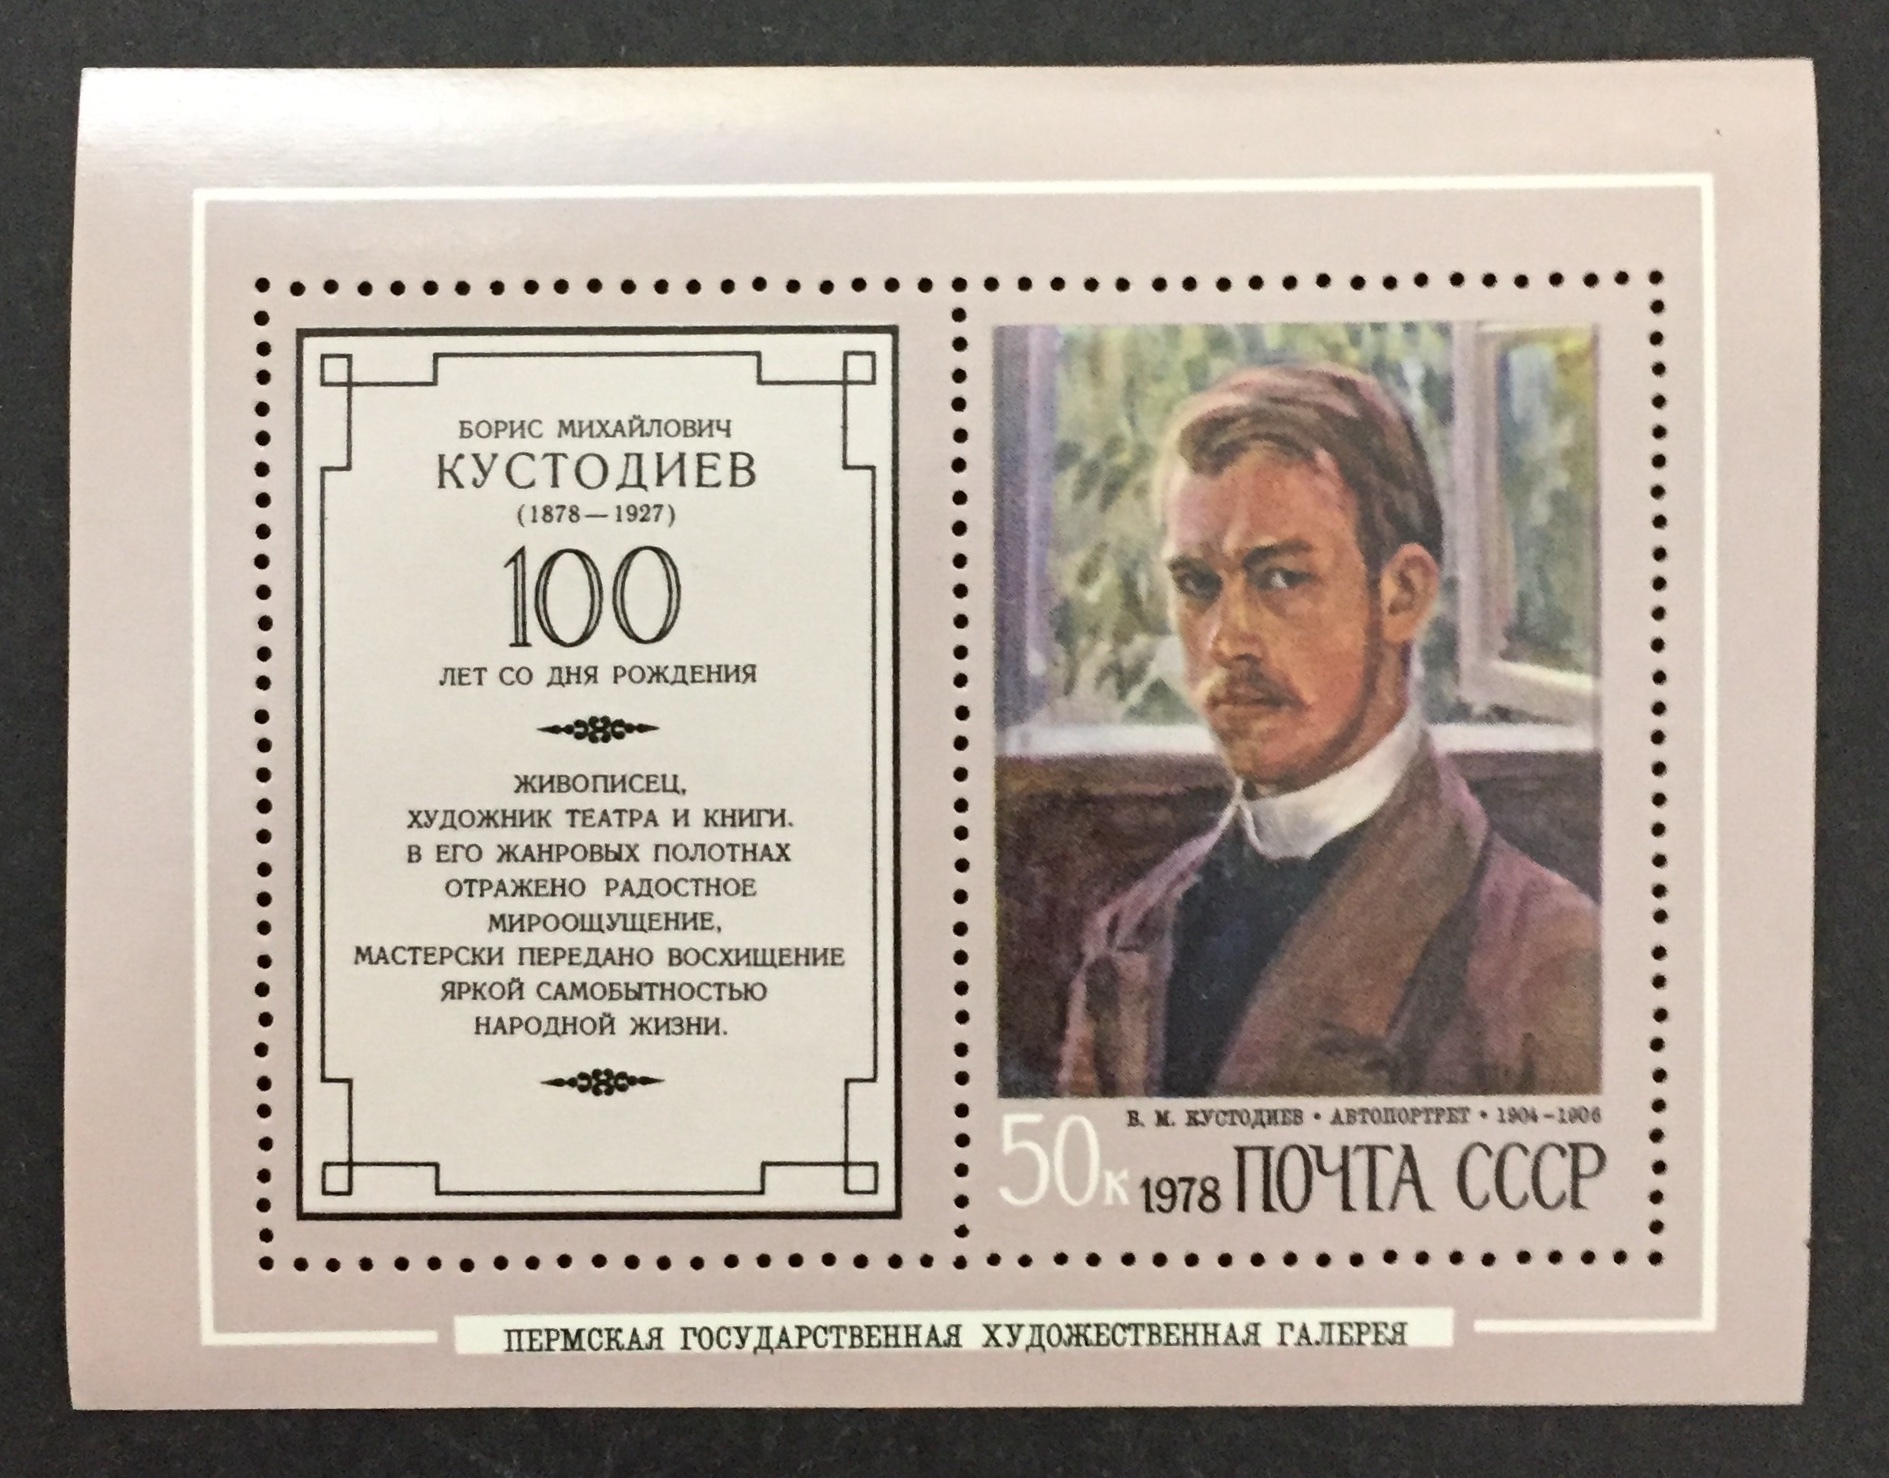 БОРИС МИХАЙЛОВИЧ
КУСТОДИЕВ
(1878—1927)
100
ЛЕТ СО ДНЯ РОЖДЕНИЯ
ЖИВОПИСЕЦ,
ХУДОЖНИК ТЕАТРА И КНИГИ.
В ЕГО ЖАНРОВЫХ ПОЛОТНАХ
ОТРАЖЕНО РАДОСТНОЕ
МИРООЩУЩЕНИЕ,
МАСТЕРСКИ ПЕРЕДАНО ВОСХИЩЕНИЕ
ЯРКОЙ САМОБЫТНОСТЬЮ
НАРОДНОЙ ЖИЗНИ.
Б. М. КУСТОДИЕВ • АВТОПОРТРЕТ • 1904-1906
50к 1978 ПОЧТА СССР
ПЕРМСКАЯ ГОСУДАРСТВЕННАЯ ХУДОЖЕСТВЕННАЯ ГАЛЕРЕЯ